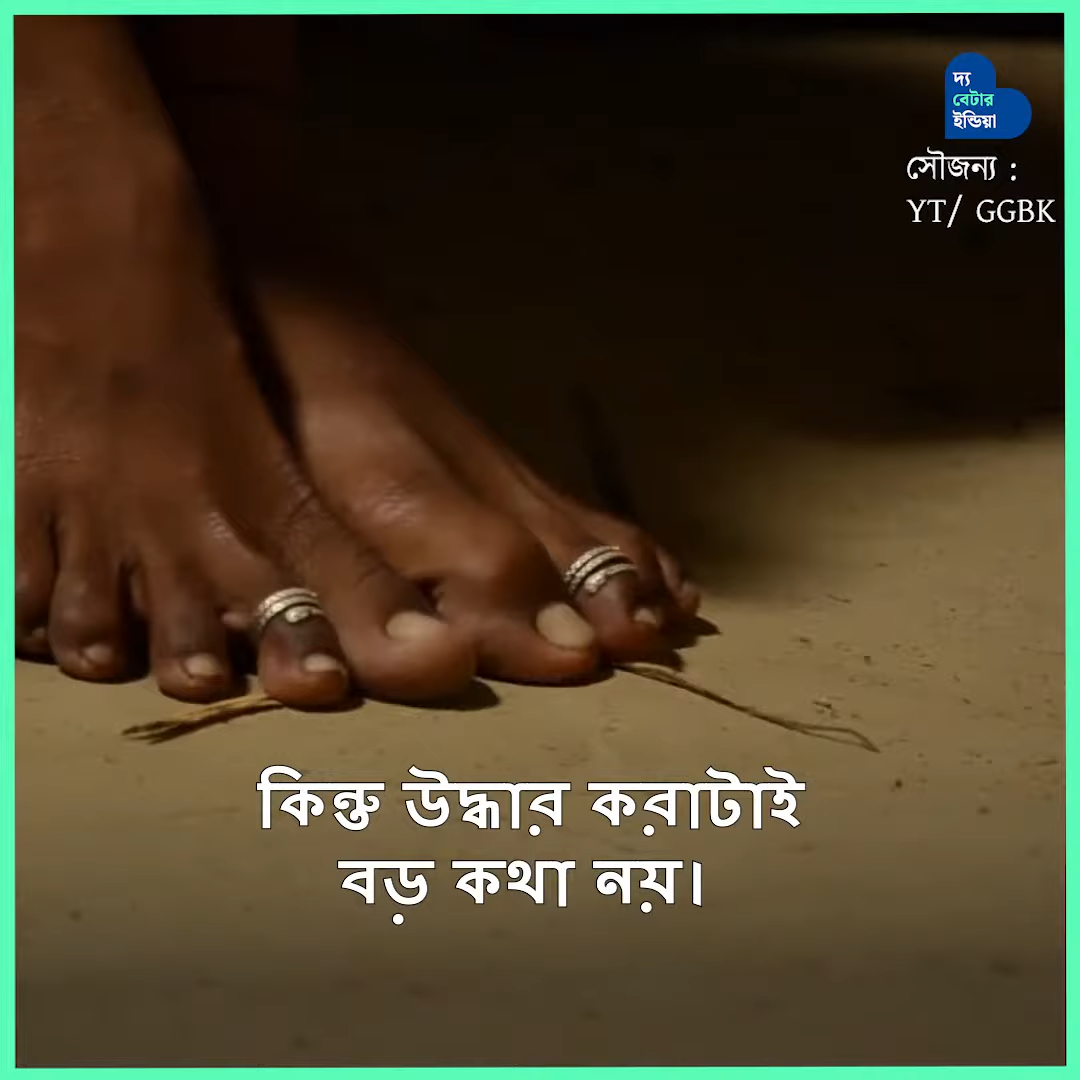 দ্য
বেটার
ইন্ডিয়া
সৌজন্য :
YT/ GGBK
কিন্তু উদ্ধার করাটাই
বড় কথা নয়।